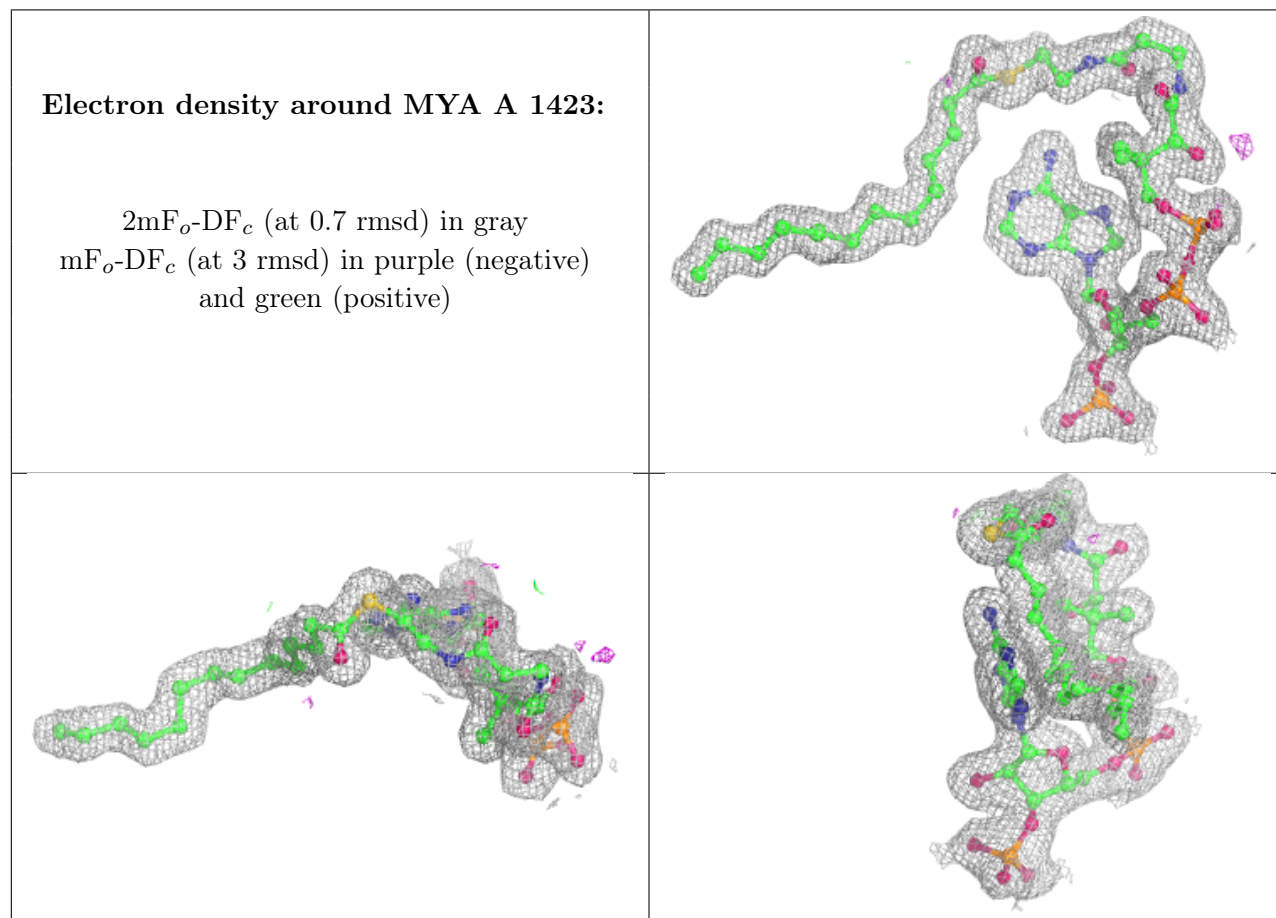 Electron density around MYA A 1423:
2mFo-DFc (at 0.7 rmsd) in gray
mFo-DFc (at 3 rmsd) in purple (negative)
and green (positive)